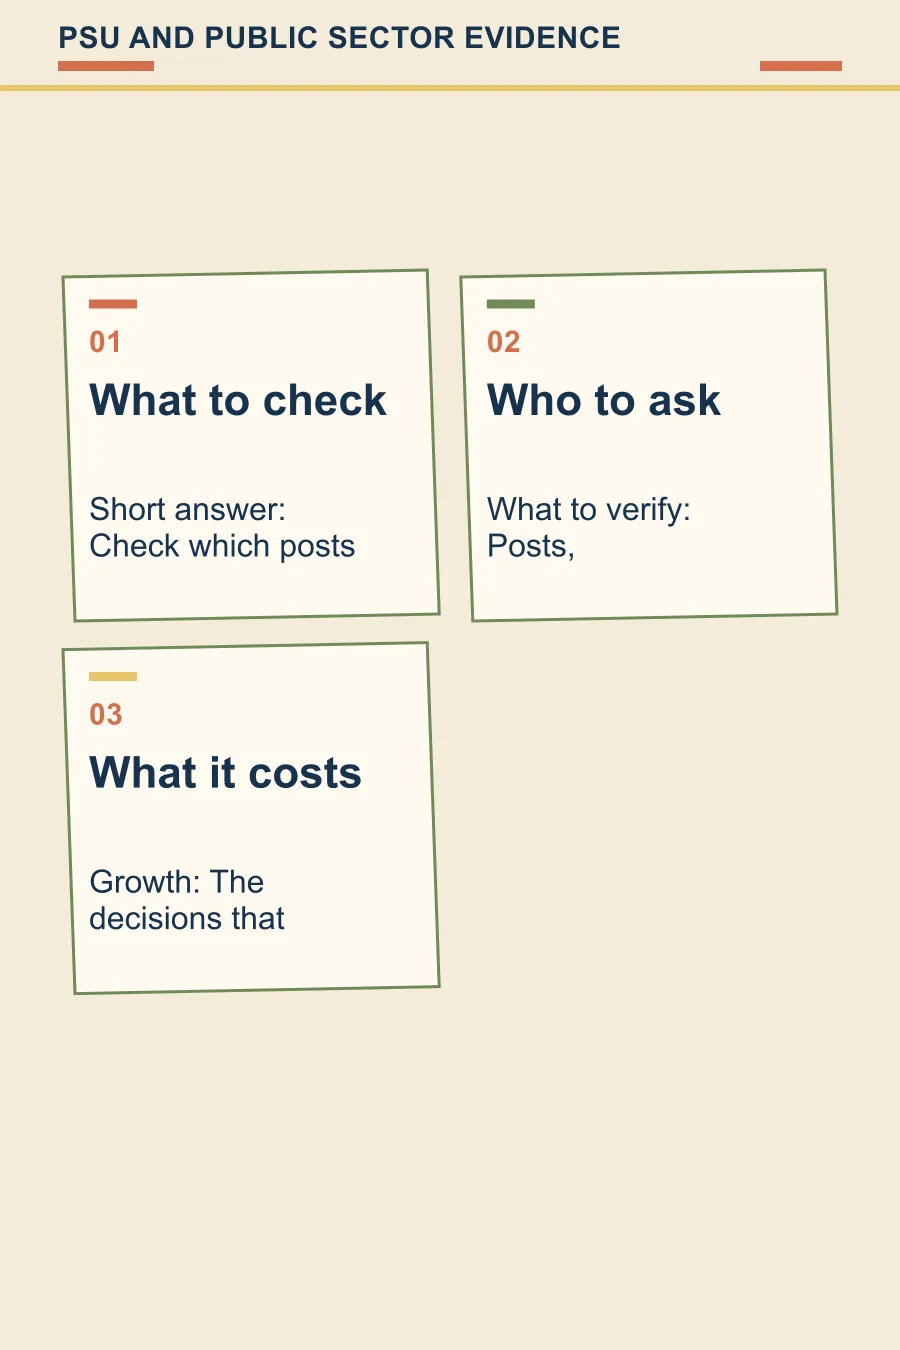 PSU AND PUBLIC SECTOR EVIDENCE
01
What to check
Short answer:
Check which posts
02
Who to ask
What to verify:
Posts,
03
What it costs
Growth: The
decisions that